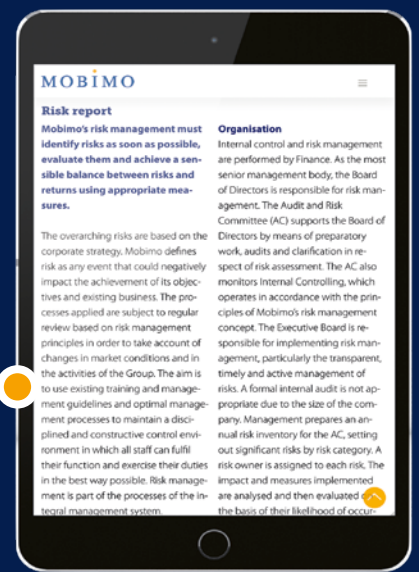 MOBIMO
Risk report
Mobimo's risk management must
identify risks as soon as possible,
evaluate them and achieve a sen-
sible balance between risks and
returns using appropriate mea-
sures.
The overarching risks are based on the
corporate strategy. Mobimo defines
risk as any event that could negatively
impact the achievement of its objec-
tives and existing business. The pro-
cesses applied are subject to regular
review based on risk management
principles in order to take account of
changes in market conditions and in
the activities of the Group. The aim is
to use existing training and manage-
ment guidelines and optimal manage-
ment processes to maintain a disci-
plined and constructive control envi-
ronment in which all staff can fulfil
their function and exercise their duties
in the best way possible. Risk manage-
ment is part of the processes of the in-
tegral management system.
Organisation
Internal control and risk management
are performed by Finance. As the most
senior management body, the Board
of Directors is responsible for risk man-
agement. The Audit and Risk
Committee (AC) supports the Board of
Directors by means of preparatory
work, audits and clarification in re-
spect of risk assessment. The AC also
monitors Internal Controlling, which
operates in accordance with the prin-
ciples of Mobimo's risk management
concept. The Executive Board is re-
sponsible for implementing risk man-
agement, particularly the transparent,
timely and active management of
risks. A formal internal audit is not ap-
propriate due to the size of the com-
pany. Management prepares an an-
nual risk inventory for the AC, setting
out significant risks by risk category. A
risk owner is assigned to each risk. The
impact and measures implemented
are analysed and then evaluated
the basis of their likelihood of occur-